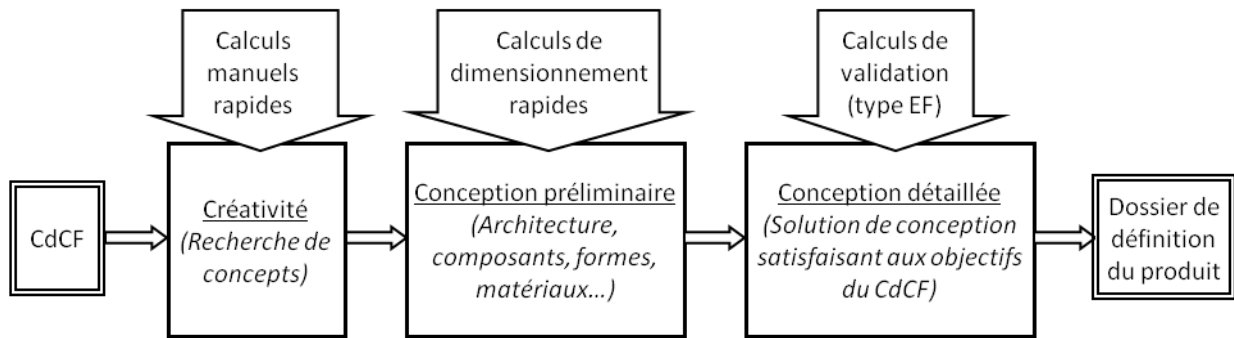 Calculs
manuels
rapides
Calculs de
dimensionnement
rapides
Calculs de
validation
(type EF)
CdCF
Créativité
(Recherche de
concepts)
Conception préliminaire
(Architecture,
composants, formes,
matériaux...)
Conception détaillée
(Solution de conception
satisfaisant aux objectifs
du CdCF)
Dossier de
définition
du produit